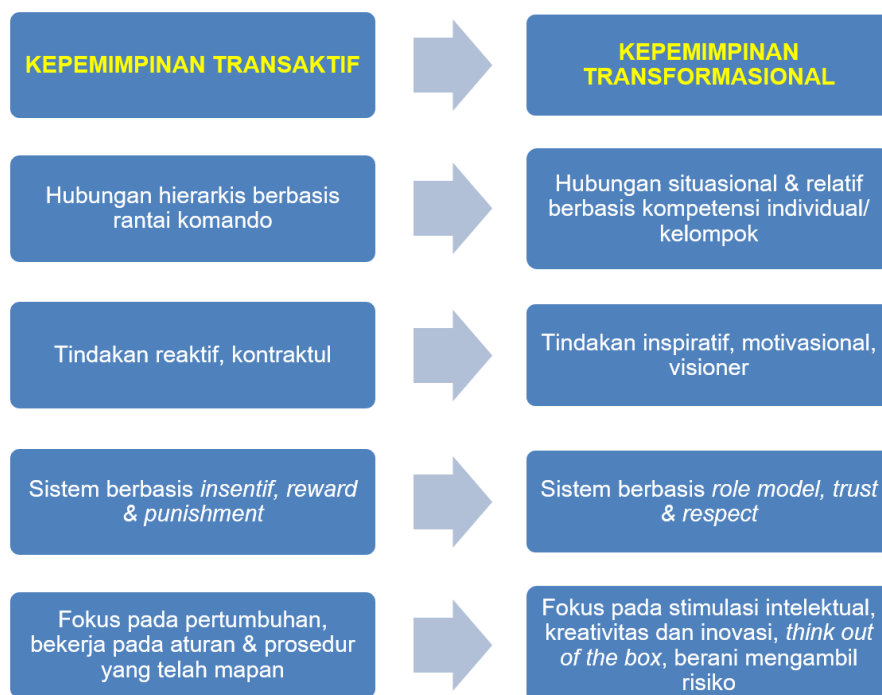 KEPEMIMPINAN TRANSAKTIF
KEPEMIMPINAN
TRANSFORMASIONAL
Hubungan hierarkis berbasis
rantai komando
Hubungan situasional & relatif
berbasis kompetensi individual/
kelompok
Tindakan reaktif, kontraktul
Tindakan inspiratif, motivasional,
visioner
Sistem berbasis insentif, reward
& punishment
Sistem berbasis role model, trust
& respect
Fokus pada pertumbuhan,
bekerja pada aturan & prosedur
yang telah mapan
Fokus pada stimulasi intelektual,
kreativitas dan inovasi, think out
of the box, berani mengambil
risiko